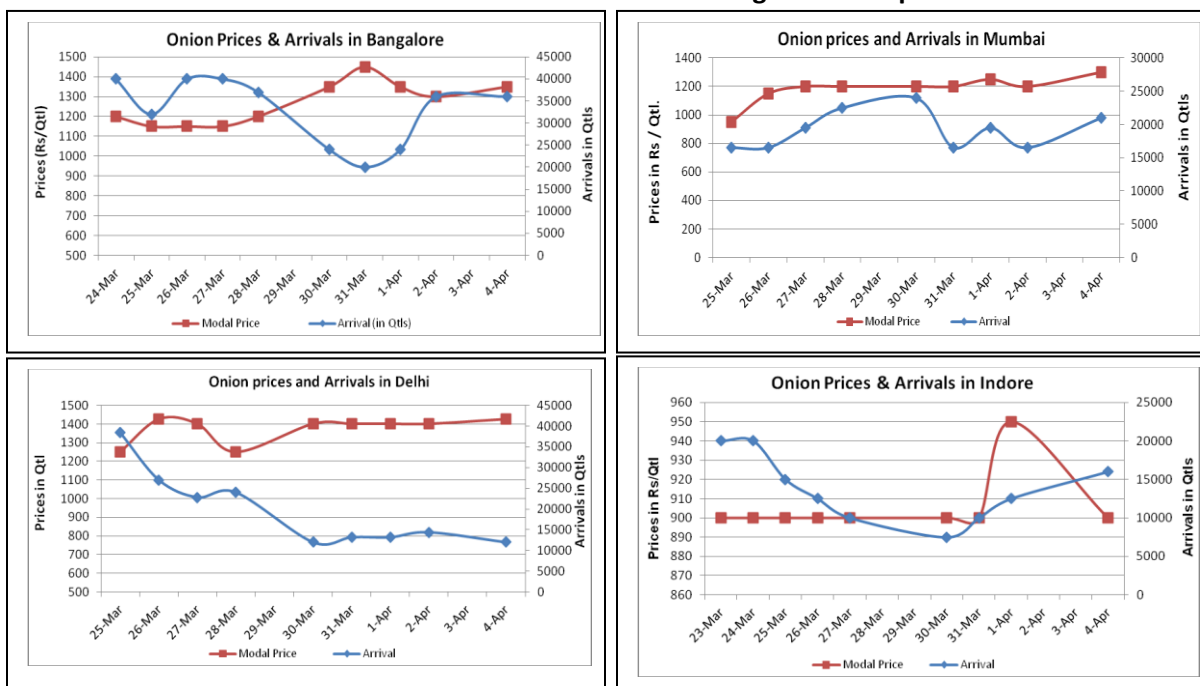 Onion Prices & Arrivals in Bangalore
Prices (Rs/Qtl)
1500
1400
1300
1200
1100
1000
900
800
700
600
500
45000
40000
35000
30000
25000
20000
15000
10000
5000
0
Arrivals in Qtls
24-Mar
25-Mar
26-Mar
27-Mar
28-Mar
29-Mar
30-Mar
31-Mar
1-Apr
2-Apr
3-Apr
4-Apr
Modal Price
Arrival (in Qtls)
Onion prices and Arrivals in Mumbai
Prices in Rs / Qtl.
1400
1200
1000
800
600
400
200
0
30000
25000
20000
15000
10000
5000
0
Arrivals in Qtls
25-Mar
26-Mar
27-Mar
28-Mar
29-Mar
30-Mar
31-Mar
1-Apr
2-Apr
3-Apr
4-Apr
Modal Price
Arrival
Onion prices and Arrivals in Delhi
Prices in Qtl
1500
1400
1300
1200
1100
1000
900
800
700
600
500
45000
40000
35000
30000
25000
20000
15000
10000
5000
0
Arrivals in Qtls
25-Mar
26-Mar
27-Mar
28-Mar
29-Mar
30-Mar
31-Mar
1-Apr
2-Apr
3-Apr
4-Apr
Modal Price
Arrival
Onion Prices & Arrivals in Indore
Prices in Rs/Qtl
960
950
940
930
920
910
900
890
880
870
860
25000
20000
15000
10000
5000
0
Arrivals in Qtls
23-Mar
24-Mar
25-Mar
26-Mar
27-Mar
28-Mar
29-Mar
30-Mar
31-Mar
1-Apr
2-Apr
3-Apr
4-Apr
Modal Price
Arrival